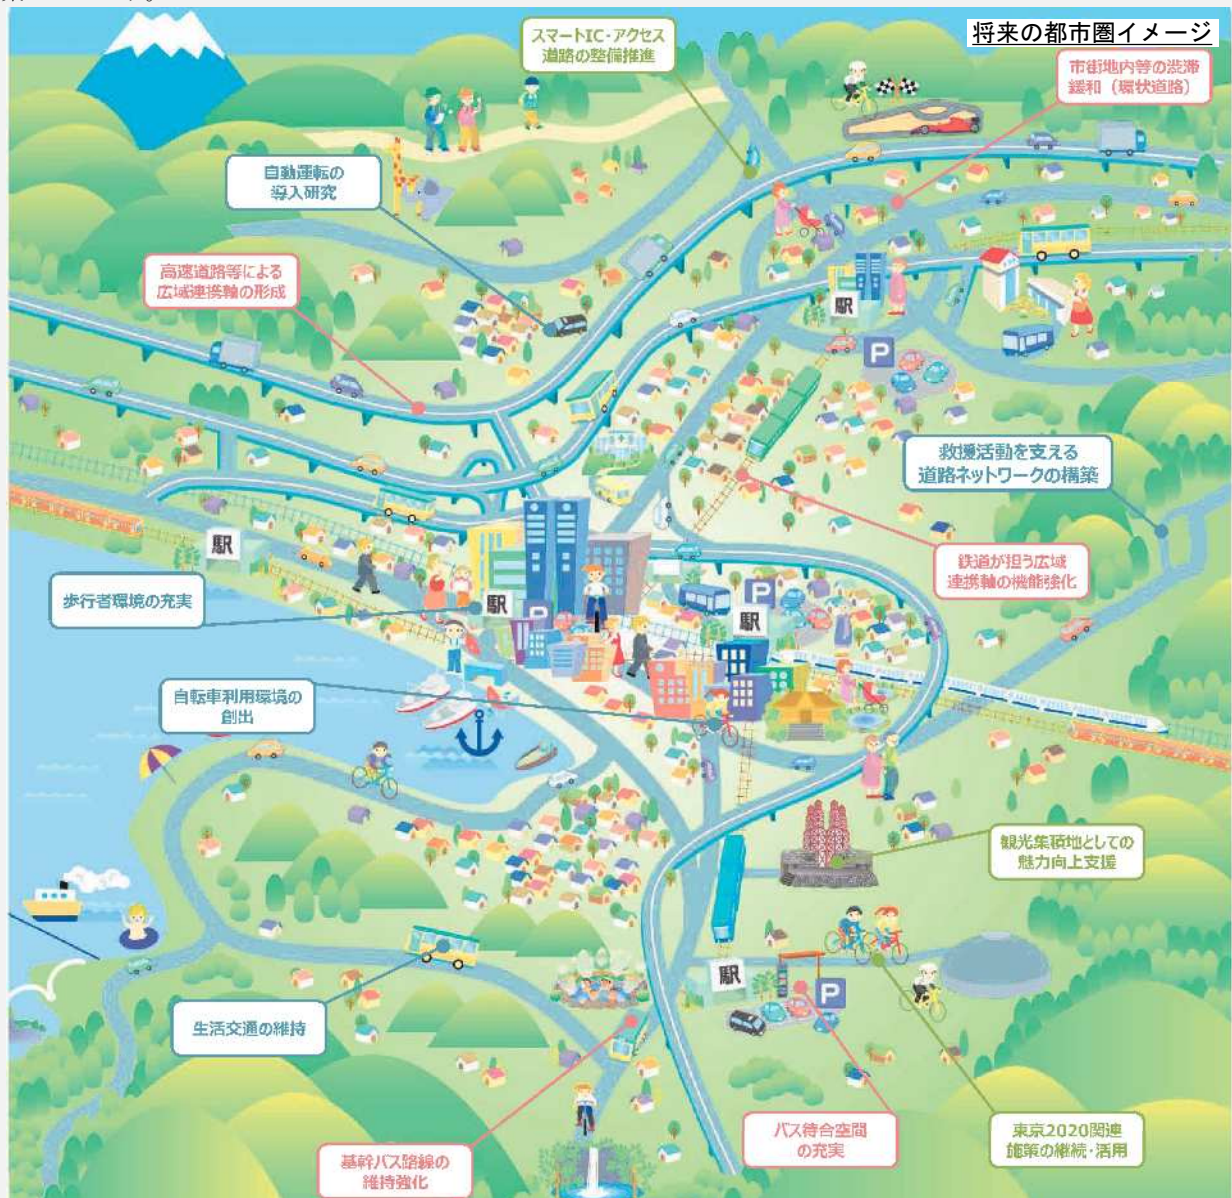 将来の都市圏イメージ
スマートIC・アクセス
道路の整備推進
市街地内等の渋滞
緩和（環状道路）
自動運転の
導入研究
高速道路等による
広域連携軸の形成
駅
P
救援活動を支える
道路ネットワークの構築
鉄道が担う広域
連携軸の機能強化
駅
歩行者環境の充実
駅
P
P
駅
自転車利用環境の
創出
観光集積地としての
魅力向上支援
生活交通の維持
駅
P
基幹バス路線の
維持強化
バス待合空間
の充実
東京2020関連
施策の継続・活用